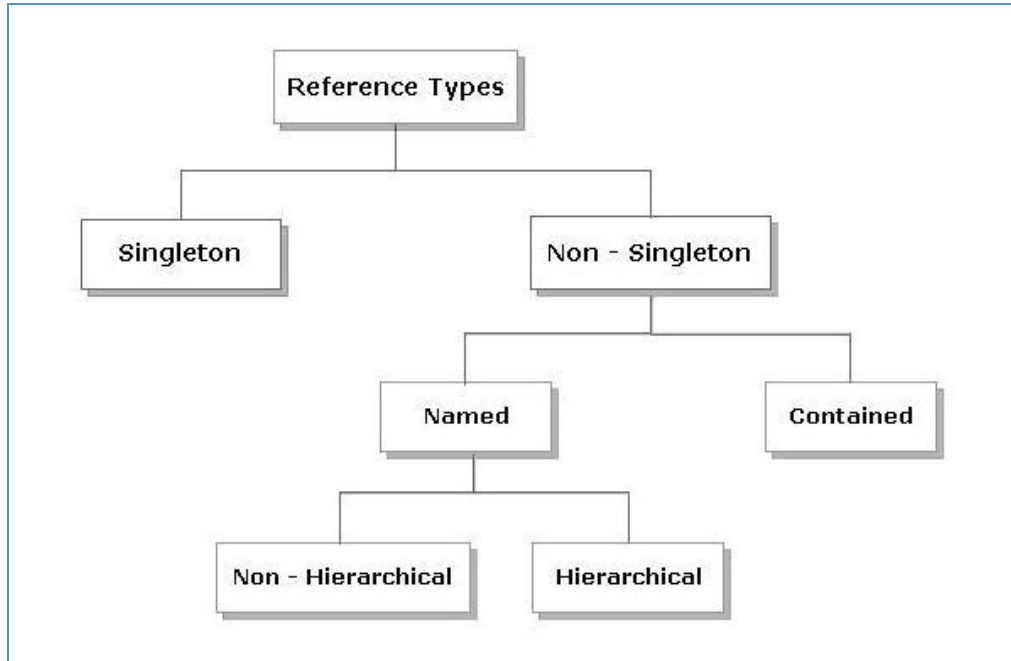 Reference Types
Singleton
Non - Singleton
Named
Contained
Non - Hierarchical
Hierarchical